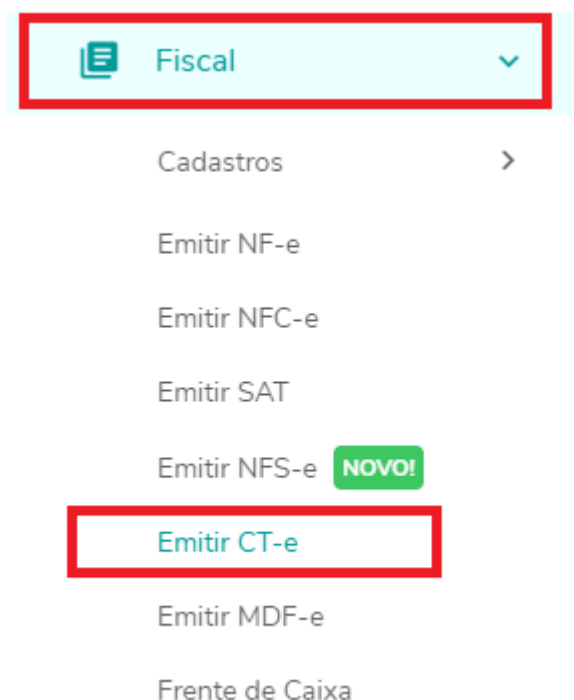 Fiscal
Cadastros
Emitir NF-e
Emitir NFC-e
Emitir SAT
Emitir NFS-e NOVO!
Emitir CT-e
Emitir MDF-e
Frente de Caixa